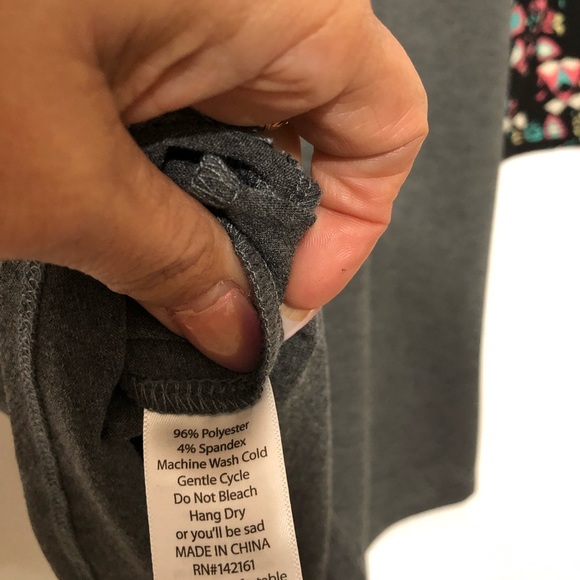 96% Polyester
4% Spandex
Machine Wash Cold
Gentle Cycle
Do Not Bleach
Hang Dry
or you'll be sad
MADE IN CHINA
RN#142161